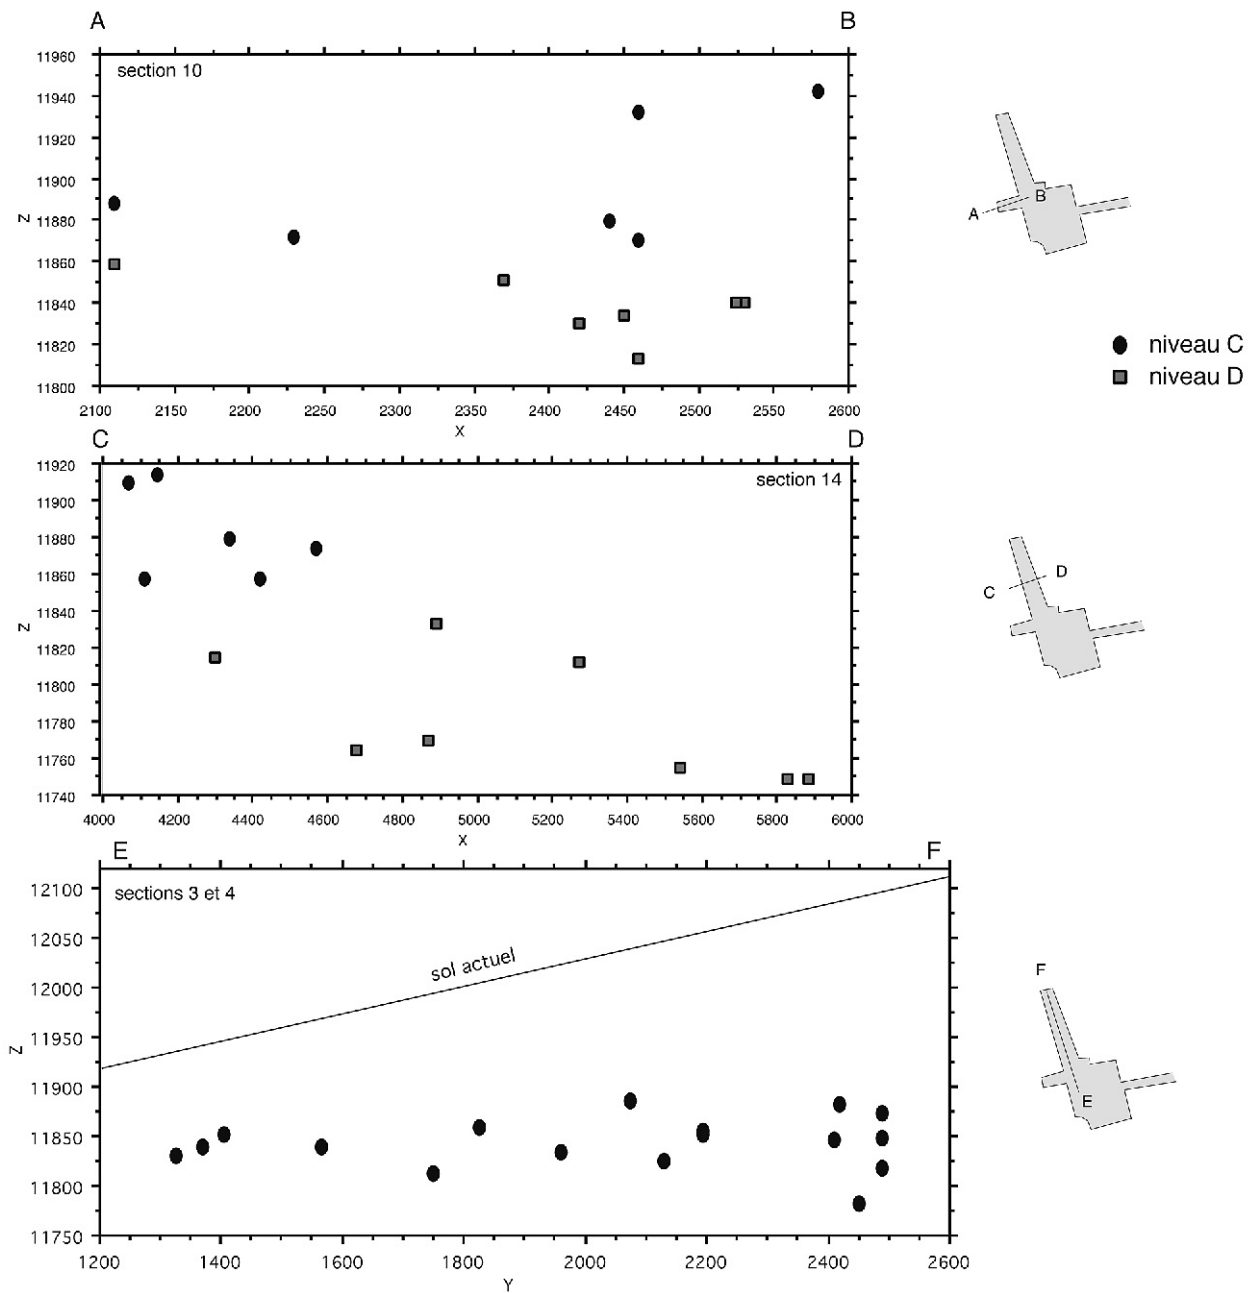 A B
11960
section 10
11940
11920
11900
11880
Z
11860
11840
11820
11800
2100 2150 2200 2250 2300 2350 2400 2450 2500 2550 2600
X
A B
niveau C
niveau D
C D
11920
section 14
11900
11880
11860
11840
Z
11820
11800
11780
11760
11740
4000 4200 4400 4600 4800 5000 5200 5400 5600 5800 6000
X
C D
E F
12100
sections 3 et 4
12050
sol actuel
12000
11950
Z
11900
11850
11800
11750
1200 1400 1600 1800 2000 2200 2400 2600
Y
F
E